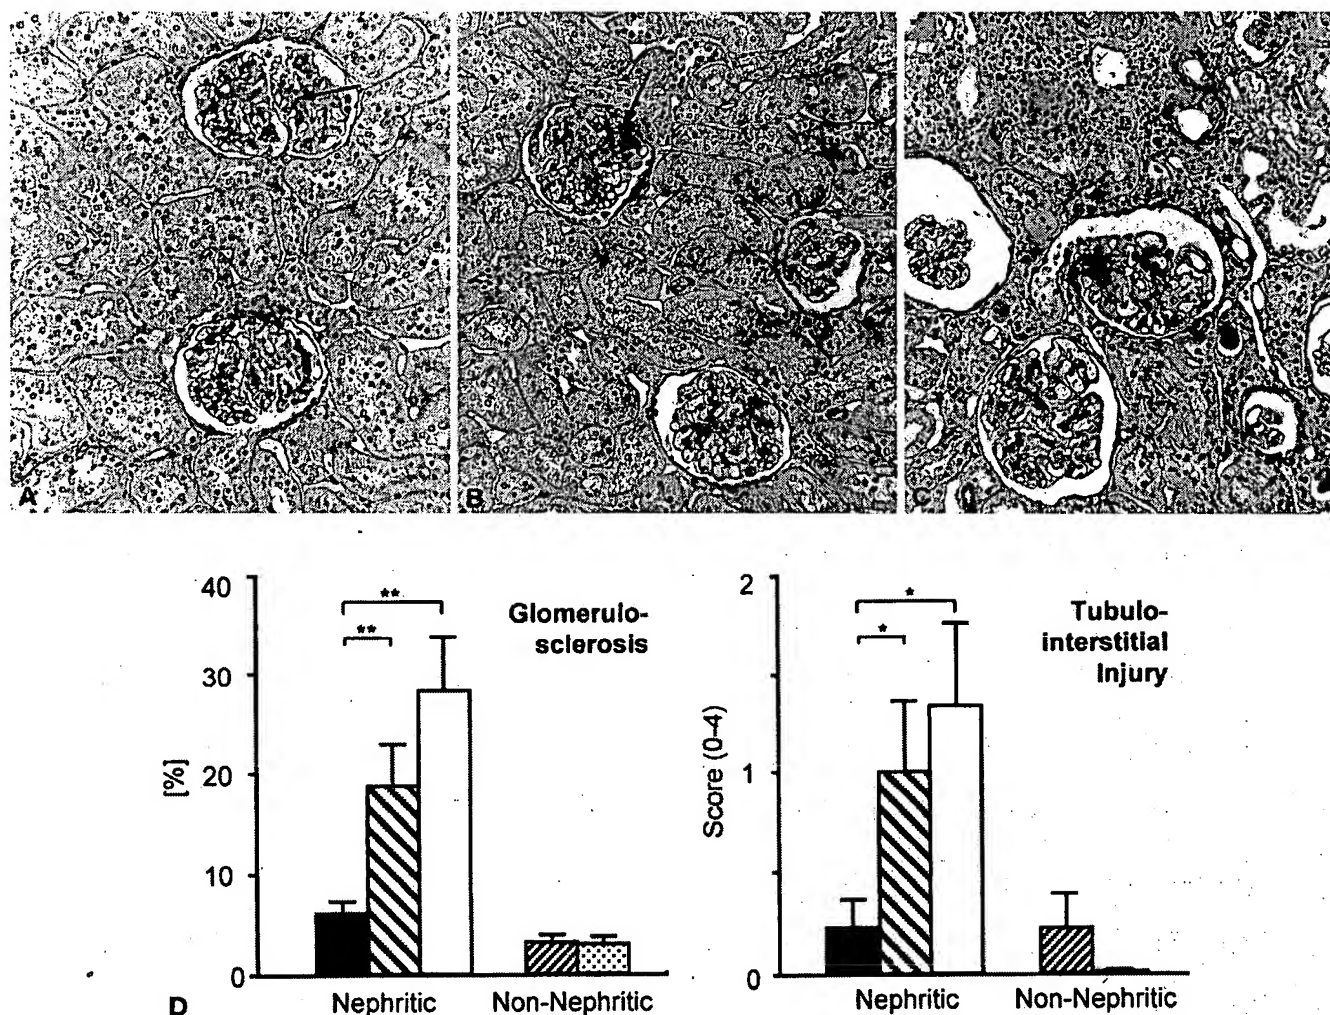 A
B
C
40
30
20
10
0
[%]
**
**
Glomerulo-
sclerosis
Nephritic
Non-Nephritic
D
2
1
0
Score (0-4)
*
*
Tubulo-
interstitial
Injury
Nephritic
Non-Nephritic